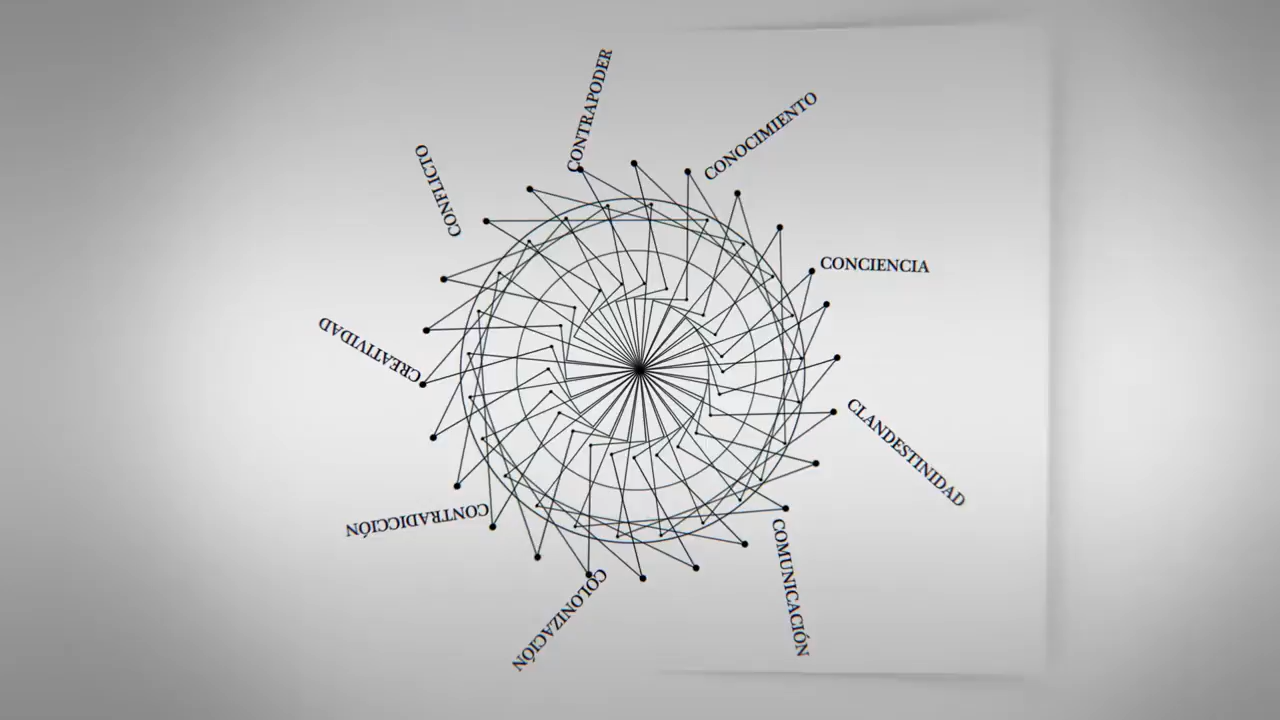 CONTRAPODER
CONOCIMIENTO
CONCIENCIA
CLANDESTINIDAD
COMUNICACIÓN
COLONIZACIÓN
CONTRADICCIÓN
CREATIVIDAD
CONFLICTO